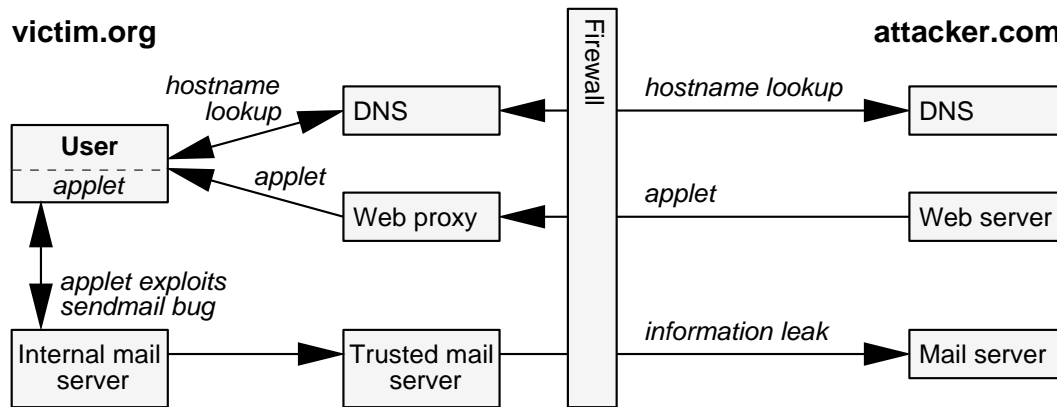 victim.org
Firewall
attacker.com
hostname
lookup
DNS
hostname lookup
DNS
User
applet
applet
Web proxy
applet
Web server
applet exploits
sendmail bug
Internal mail
server
Trusted mail
server
information leak
Mail server